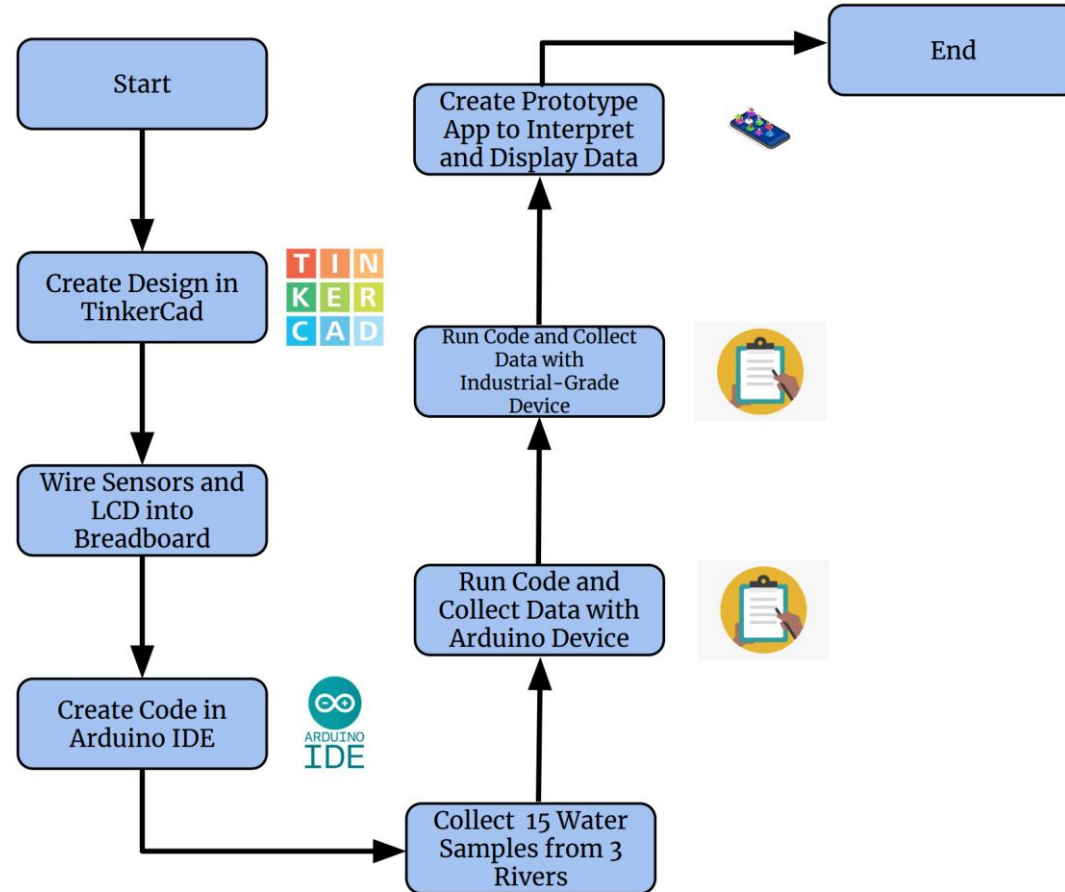 Start
Create Design in
TinkerCad
TIN
KER
CAD
Wire Sensors and
LCD into
Breadboard
Create Code in
Arduino IDE
ARDUINO
IDE
Collect 15 Water
Samples from 3
Rivers
Run Code and
Collect Data with
Arduino Device
Run Code and Collect
Data with
Industrial-Grade
Device
Create Prototype
App to Interpret
and Display Data
End